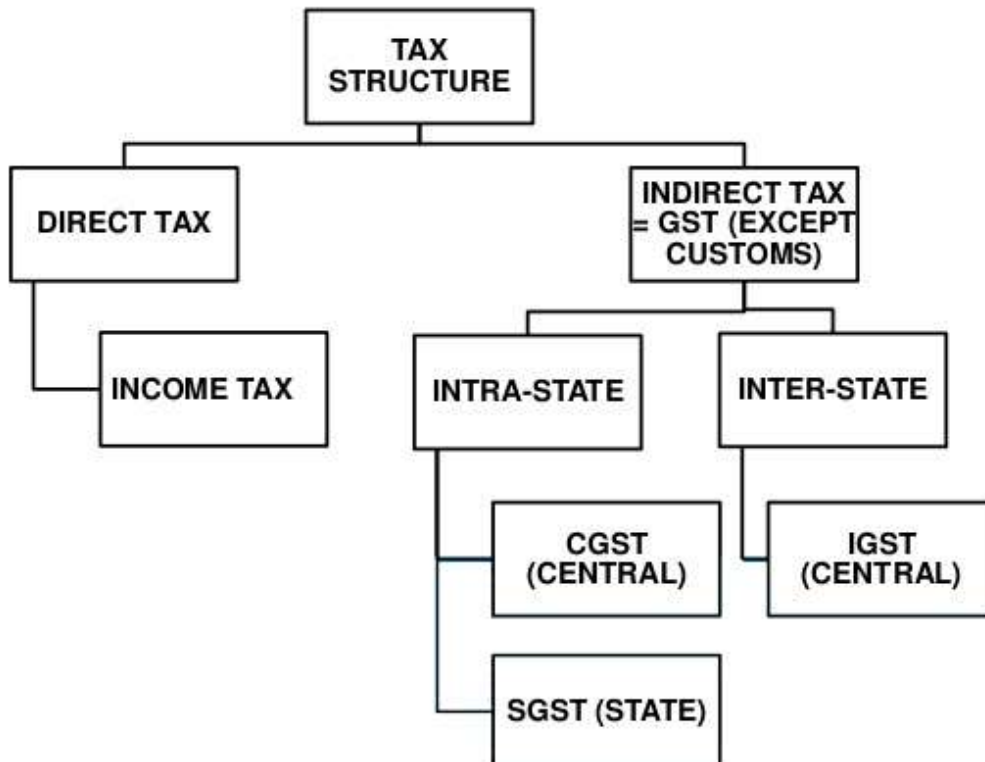 TAX
STRUCTURE
DIRECT TAX
INDIRECT TAX
= GST (EXCEPT
CUSTOMS)
INCOME TAX
INTRA-STATE
INTER-STATE
CGST
(CENTRAL)
IGST
(CENTRAL)
SGST (STATE)